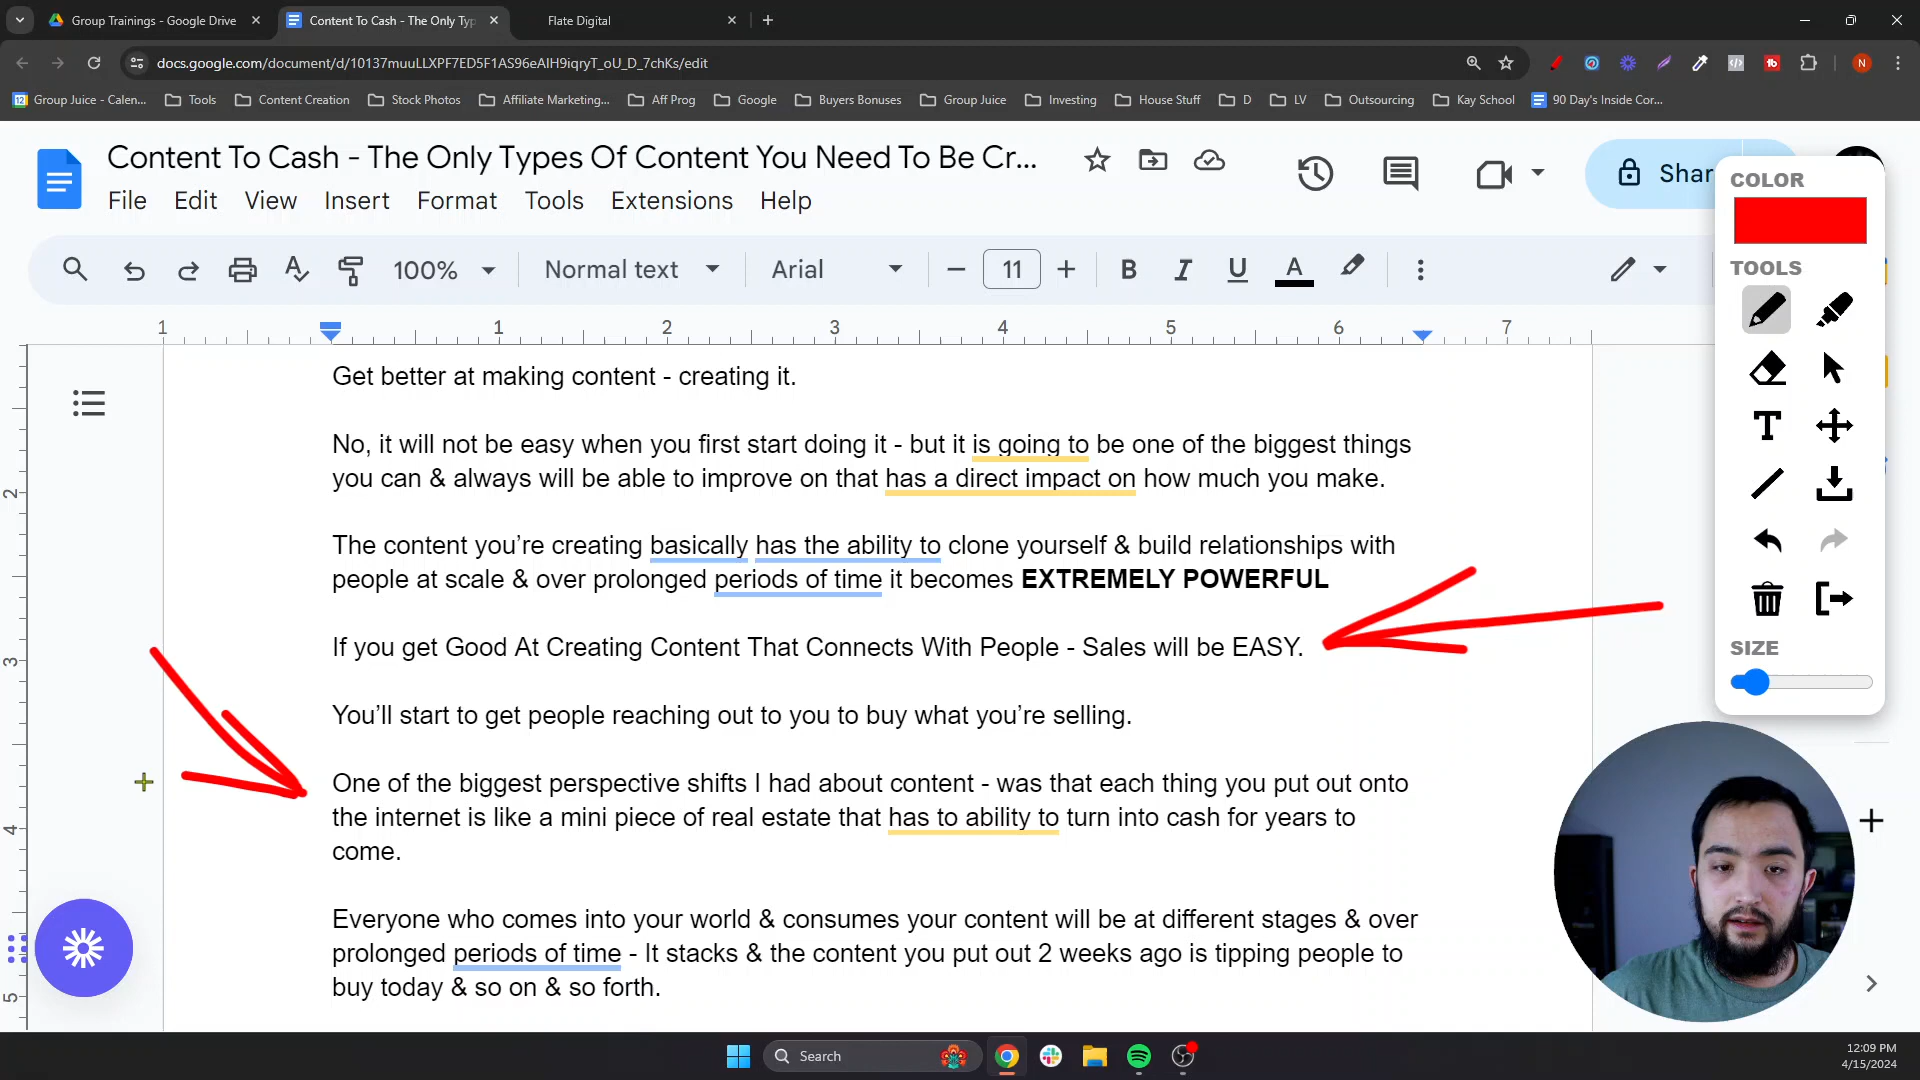 Group Trainings - Google Drive
Content To Cash - The Only Typ
Flate Digital
docs.google.com/document/d/10137muuLLXPF7ED5F1AS96eAIH9iqryT_oU_D_7chKs/edit
N
Group Juice - Calen...
Tools
Content Creation
Stock Photos
Affiliate Marketing...
Aff Prog
Google
Buyers Bonuses
Group Juice
Investing
House Stuff
D
LV
Outsourcing
Kay School
90 Day's Inside Cor...
Content To Cash - The Only Types Of Content You Need To Be Cr...
File Edit View Insert Format Tools Extensions Help
Shar
100% Normal text Arial 11 B I U A
1 1 2 3 4 5 6 7
2
3
4
5
Get better at making content - creating it.
No, it will not be easy when you first start doing it - but it is going to be one of the biggest things
you can & always will be able to improve on that has a direct impact on how much you make.
The content you're creating basically has the ability to clone yourself & build relationships with
people at scale & over prolonged periods of time it becomes EXTREMELY POWERFUL
If you get Good At Creating Content That Connects With People - Sales will be EASY.
You'll start to get people reaching out to you to buy what you're selling.
One of the biggest perspective shifts I had about content - was that each thing you put out onto
the internet is like a mini piece of real estate that has to ability to turn into cash for years to
come.
Everyone who comes into your world & consumes your content will be at different stages & over
prolonged periods of time - It stacks & the content you put out 2 weeks ago is tipping people to
buy today & so on & so forth.
COLOR
TOOLS
T
SIZE
Search
12:09 PM
4/15/2024